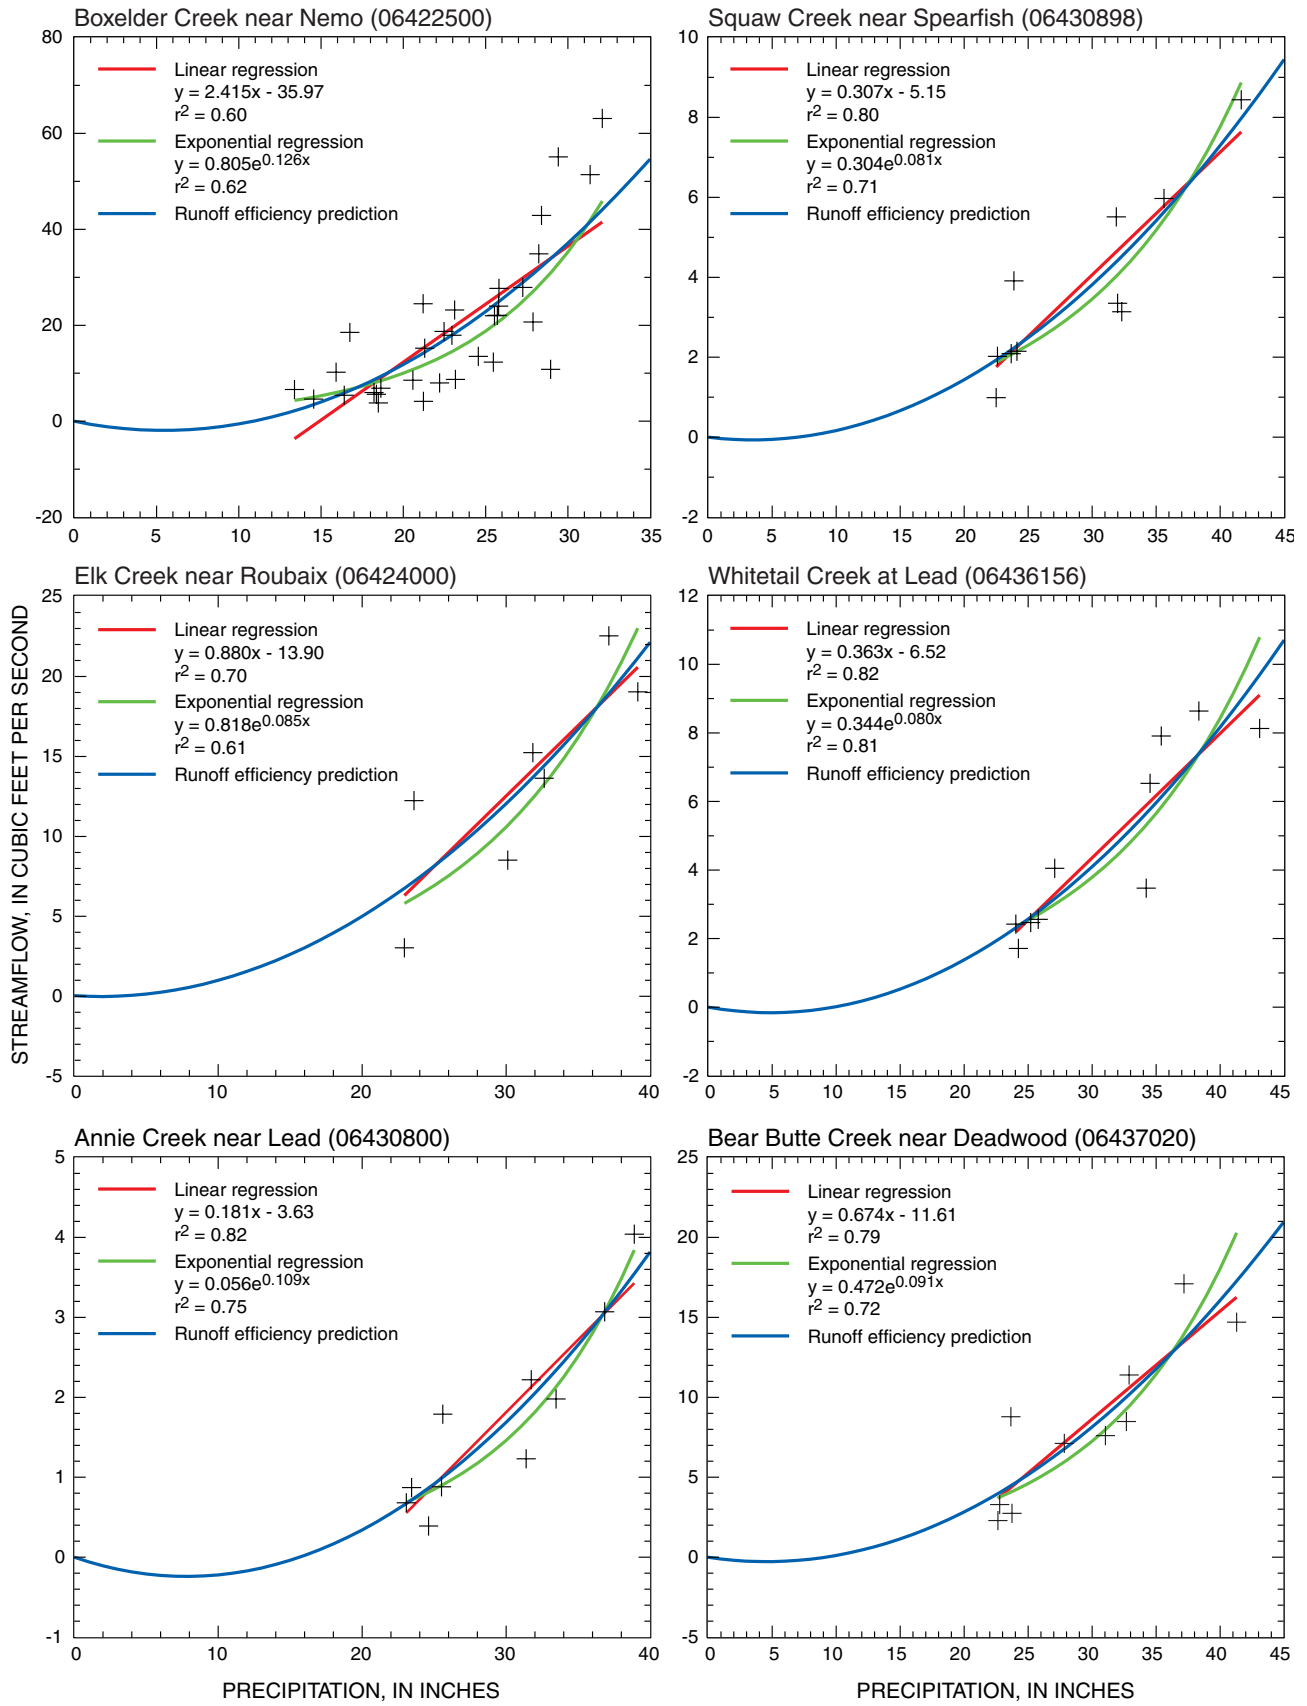 Boxelder Creek near Nemo (06422500)
80
60
40
20
0
-20
Linear regression
y = 2.415x - 35.97
r2 = 0.60
Exponential regression
y = 0.805e0.126x
r2 = 0.62
Runoff efficiency prediction
0 5 10 15 20 25 30 35
Squaw Creek near Spearfish (06430898)
10
8
6
4
2
0
-2
Linear regression
y = 0.307x - 5.15
r2 = 0.80
Exponential regression
y = 0.304e0.081x
r2 = 0.71
Runoff efficiency prediction
0 5 10 15 20 25 30 35 40 45
STREAMFLOW, IN CUBIC FEET PER SECOND
Elk Creek near Roubaix (06424000)
25
20
15
10
5
0
-5
Linear regression
y = 0.880x - 13.90
r2 = 0.70
Exponential regression
y = 0.818e0.085x
r2 = 0.61
Runoff efficiency prediction
0 10 20 30 40
Whitetail Creek at Lead (06436156)
12
10
8
6
4
2
0
-2
Linear regression
y = 0.363x - 6.52
r2 = 0.82
Exponential regression
y = 0.344e0.080x
r2 = 0.81
Runoff efficiency prediction
0 5 10 15 20 25 30 35 40 45
Annie Creek near Lead (06430800)
5
4
3
2
1
0
-1
Linear regression
y = 0.181x - 3.63
r2 = 0.82
Exponential regression
y = 0.056e0.109x
r2 = 0.75
Runoff efficiency prediction
0 10 20 30 40
PRECIPITATION, IN INCHES
Bear Butte Creek near Deadwood (06437020)
25
20
15
10
5
0
-5
Linear regression
y = 0.674x - 11.61
r2 = 0.79
Exponential regression
y = 0.472e0.091x
r2 = 0.72
Runoff efficiency prediction
0 5 10 15 20 25 30 35 40 45
PRECIPITATION, IN INCHES